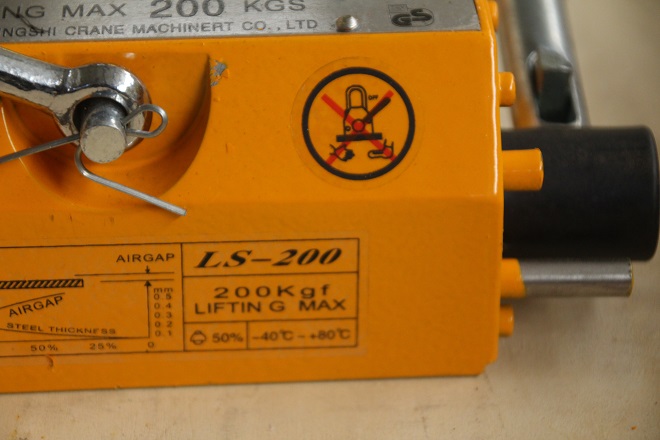 NG MAX 200 KGS
NGSHI CRANE MACHINERT CO.,LTD
GS
AIRGAP
mm
0.5
0.4
0.3
0.2
0.1
AIRGAP
STEEL THICKNESS
50% 25% 0
LS-200
200Kgf
LIFTIN G MAX
50% -40℃ ~+80℃